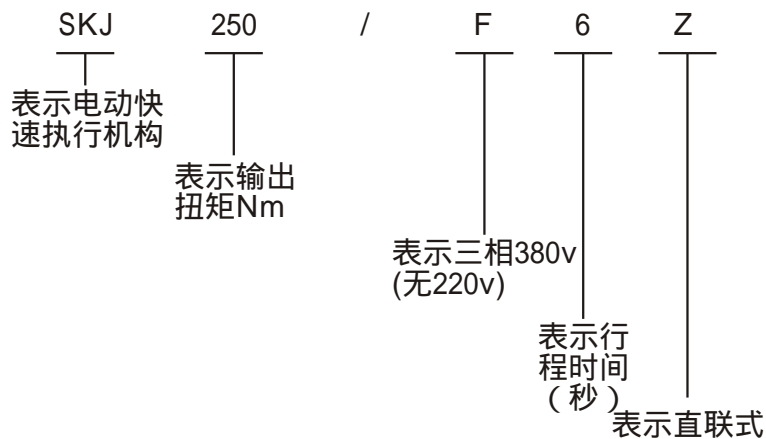 SKJ 250 / F 6 Z
表示电动快
速执行机构
表示输出
扭矩Nm
表示三相380v
(无220v)
表示行
程时间
（秒）
表示直联式